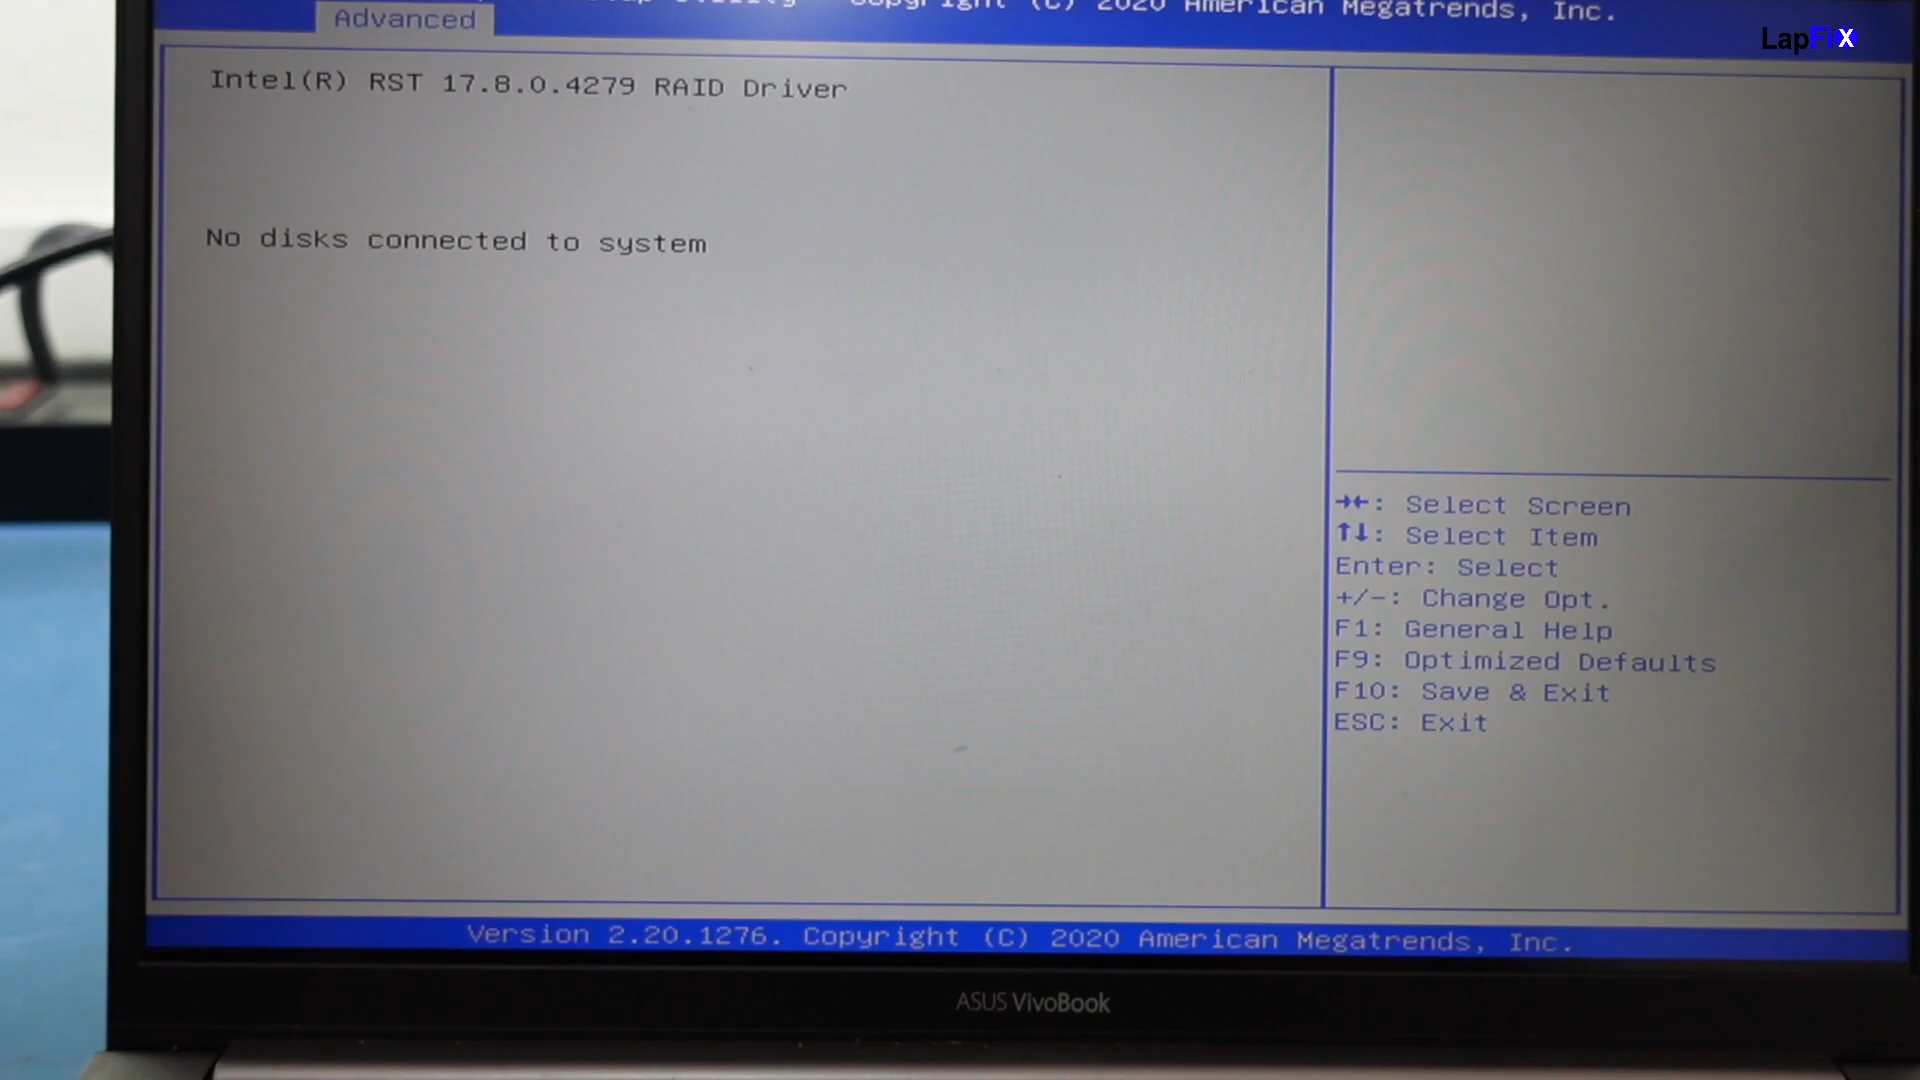 Copyright (C) 2020 American Megatrends, Inc.
Advanced
LapFiX
Intel(R) RST 17.8.0.4279 RAID Driver
No disks connected to system
→←: Select Screen
↑↓: Select Item
Enter: Select
+/-: Change Opt.
F1: General Help
F9: Optimized Defaults
F10: Save & Exit
ESC: Exit
Version 2.20.1276. Copyright (C) 2020 American Megatrends, Inc.
ASUS VivoBook